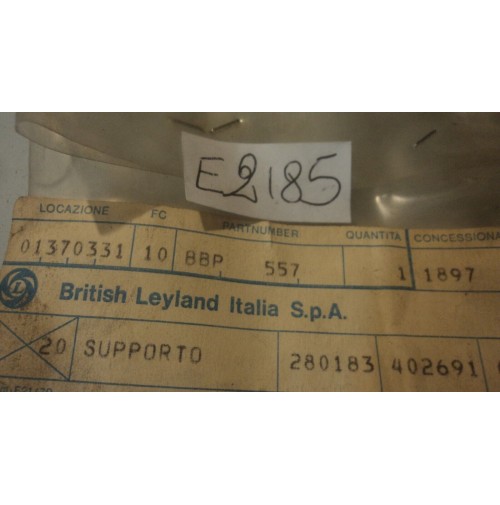 E2185
LOCAZIONE FC PARTNUMBER QUANTITA CONCESSIONA
01370331 10 BBP 557 1 1897
L British Leyland Italia S.p.A.
20 SUPPORTO 280183 402691